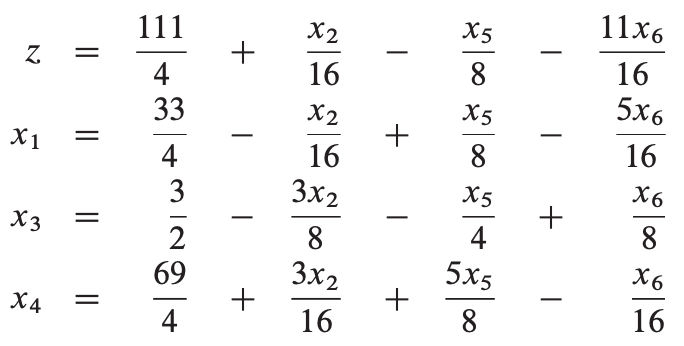 z = 111/4 + x₂/16 − x₅/8 − 11x₆/16
x₁ = 33/4 − x₂/16 + x₅/8 − 5x₆/16
x₃ = 3/2 − 3x₂/8 − x₅/4 + x₆/8
x₄ = 69/4 + 3x₂/16 + 5x₅/8 − x₆/16